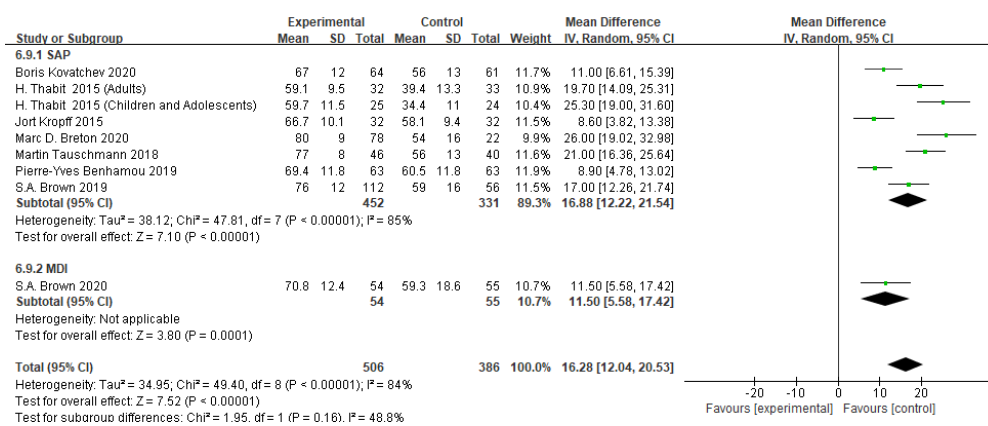 Experimental Control Mean Difference Mean Difference
Study or Subgroup Mean SD Total Mean SD Total Weight IV, Random, 95% CI IV, Random, 95% CI
6.9.1 SAP
Boris Kovatchev 2020 67 12 64 56 13 61 11.7% 11.00 [6.61, 15.39]
H. Thabit 2015 (Adults) 59.1 9.5 32 39.4 13.3 33 10.9% 19.70 [14.09, 25.31]
H. Thabit 2015 (Children and Adolescents) 59.7 11.5 25 34.4 11 24 10.4% 25.30 [19.00, 31.60]
Jort Kropff 2015 66.7 10.1 32 58.1 9.4 32 11.5% 8.60 [3.82, 13.38]
Marc D. Breton 2020 80 9 78 54 16 22 9.9% 26.00 [19.02, 32.98]
Martin Tauschmann 2018 77 8 46 56 13 40 11.5% 21.00 [16.36, 25.64]
Pierre-Yves Benhamou 2019 69.4 11.8 63 60.5 11.8 63 11.8% 8.90 [4.78, 13.02]
S.A. Brown 2019 76 12 112 59 16 56 11.5% 17.00 [12.26, 21.74]
Subtotal (95% CI) 452 331 89.3% 16.88 [12.22, 21.54]
Heterogeneity: Tau² = 38.12; Chi² = 47.81, df = 7 (P < 0.00001); I² = 85%
Test for overall effect: Z = 7.10 (P < 0.00001)
6.9.2 MDI
S.A. Brown 2020 70.8 12.4 54 59.3 18.6 55 10.7% 11.50 [5.58, 17.42]
Subtotal (95% CI) 54 55 10.7% 11.50 [5.58, 17.42]
Heterogeneity: Not applicable
Test for overall effect: Z = 3.80 (P = 0.0001)
Total (95% CI) 506 386 100.0% 16.28 [12.04, 20.53]
Heterogeneity: Tau² = 34.95; Chi² = 49.40, df = 8 (P < 0.00001); I² = 84%
Test for overall effect: Z = 7.52 (P < 0.00001)
Test for subgroup differences: Chi² = 1.95, df = 1 (P = 0.16), I² = 48.8%
-20 -10 0 10 20
Favours [experimental] Favours [control]